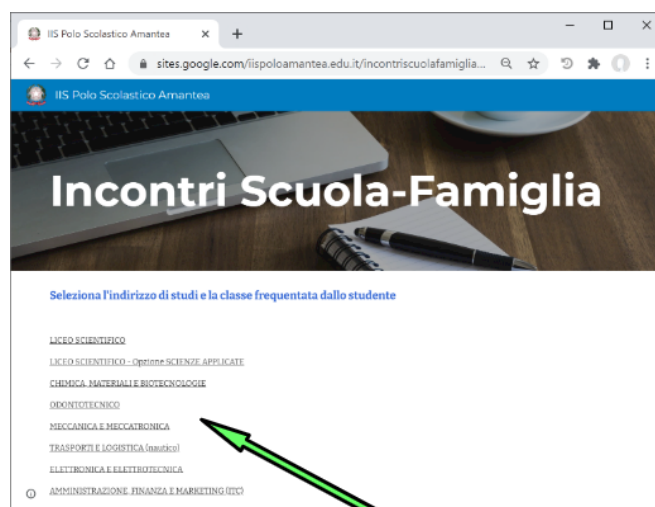 IIS Polo Scolastico Amantea
sites.google.com/iispoloamantea.edu.it/incontriscuolafamiglia...
IIS Polo Scolastico Amantea
Incontri Scuola-Famiglia
Seleziona l'indirizzo di studi e la classe frequentata dallo studente
LICEO SCIENTIFICO
LICEO SCIENTIFICO - Opzione SCIENZE APPLICATE
CHIMICA, MATERIALI E BIOTECNOLOGIE
ODONTOTECNICO
MECCANICA E MECCATRONICA
TRASPORTI E LOGISTICA (nautico)
ELETTRONICA E ELETTROTECNICA
AMMINISTRAZIONE, FINANZA E MARKETING (ITC)